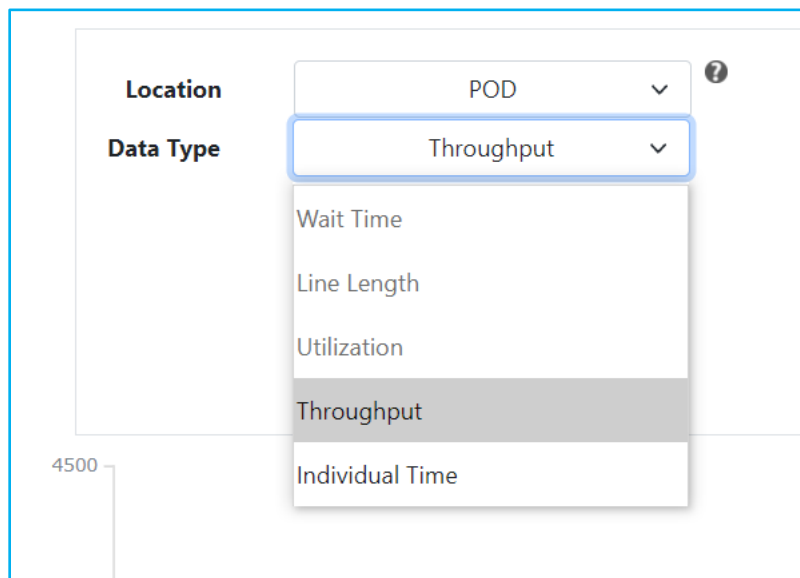 Location POD ?
Data Type Throughput
Wait Time
Line Length
Utilization
Throughput
Individual Time
4500